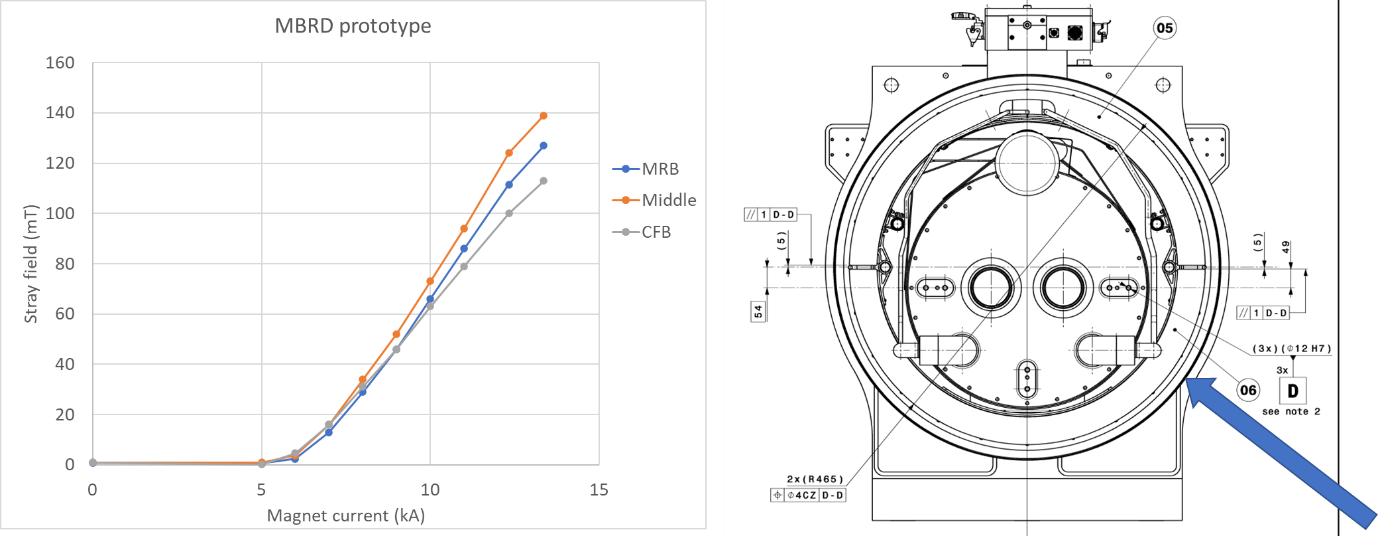 MBRD prototype
160
140
120
100
80
60
40
20
0
Stray field (mT)
0 5 10 15
Magnet current (kA)
MRB
Middle
CFB
05
// 1 D-D
(5)
54
(5)
49
// 1 D-D
(3x)(⌀12 H7)
3x
D
see note 2
06
2x(R465)
⌖ ⌀4CZ D-D